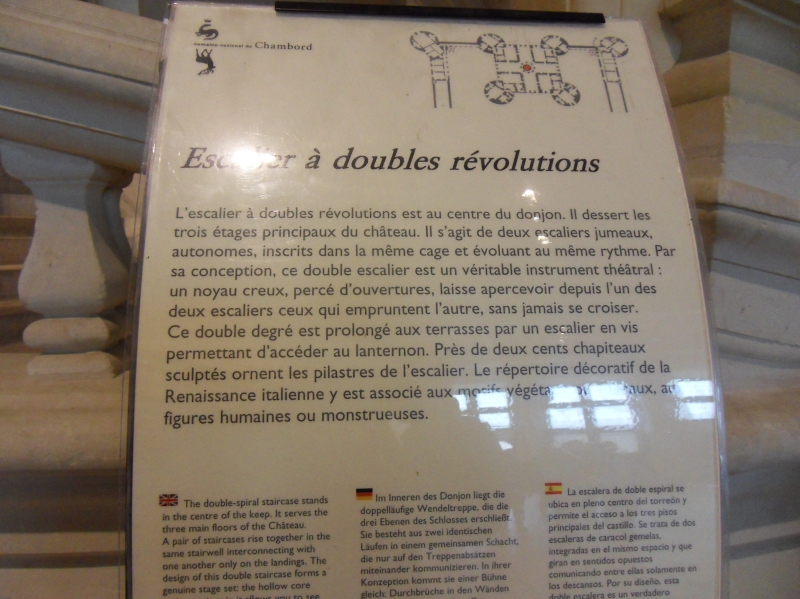 Domaine national de Chambord
Escalier à doubles révolutions
L'escalier à doubles révolutions est au centre du donjon. Il dessert les
trois étages principaux du château. Il s'agit de deux escaliers jumeaux,
autonomes, inscrits dans la même cage et évoluant au même rythme. Par
sa conception, ce double escalier est un véritable instrument théâtral :
un noyau creux, percé d'ouvertures, laisse apercevoir depuis l'un des
deux escaliers ceux qui empruntent l'autre, sans jamais se croiser.
Ce double degré est prolongé aux terrasses par un escalier en vis
permettant d'accéder au lanternon. Près de deux cents chapiteaux
sculptés ornent les pilastres de l'escalier. Le répertoire décoratif de la
Renaissance italienne y est associé aux motifs
figures humaines ou monstrueuses.
The double-spiral staircase stands
in the centre of the keep. It serves the
three main floors of the Château.
A pair of staircases rise together in the
same stairwell interconnecting with
one another only on the landings. The
design of this double staircase forms a
genuine stage set: the hollow core
it allows you to see
Im Inneren des Donjon liegt die
doppelläufige Wendeltreppe, die die
drei Ebenen des Schlosses erschließt.
Sie besteht aus zwei identischen
Läufen in einem gemeinsamen Schacht,
die nur auf den Treppenabsätzen
miteinander kommunizieren. In ihrer
Konzeption kommt sie einer Bühne
gleich: Durchbrüche in den Wänden
La escalera de doble espiral se
ubica en pleno centro del torreón y
permite el acceso a los tres pisos
principales del castillo. Se trata de dos
escaleras de caracol gemelas,
integradas en el mismo espacio y que
giran en sentidos opuestos
comunicando entre ellas solamente en
los descansos. Por su diseño, esta
doble escalera es un verdadero